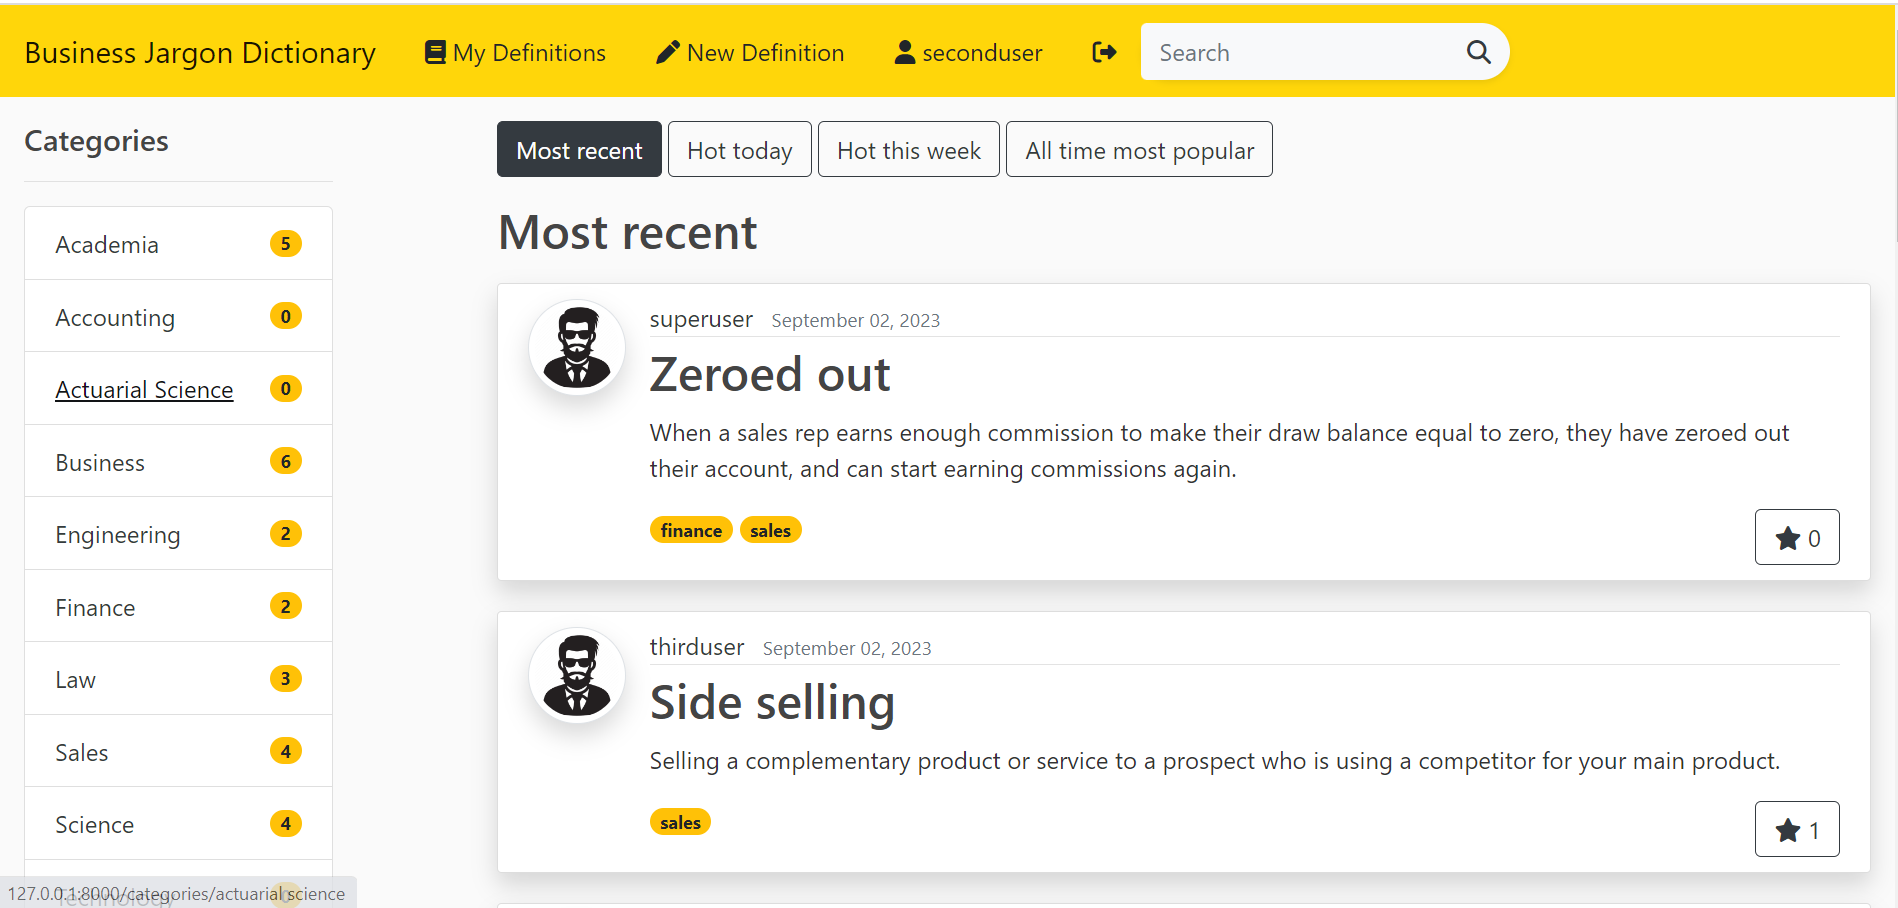 Business Jargon Dictionary My Definitions New Definition seconduser Search
Categories
Academia 5
Accounting 0
Actuarial Science 0
Business 6
Engineering 2
Finance 2
Law 3
Sales 4
Science 4
Technology 0
127.0.0.1:8000/categories/actuarial science
Most recent Hot today Hot this week All time most popular
Most recent
superuser September 02, 2023
Zeroed out
When a sales rep earns enough commission to make their draw balance equal to zero, they have zeroed out
their account, and can start earning commissions again.
finance sales
0
thirduser September 02, 2023
Side selling
Selling a complementary product or service to a prospect who is using a competitor for your main product.
sales
1